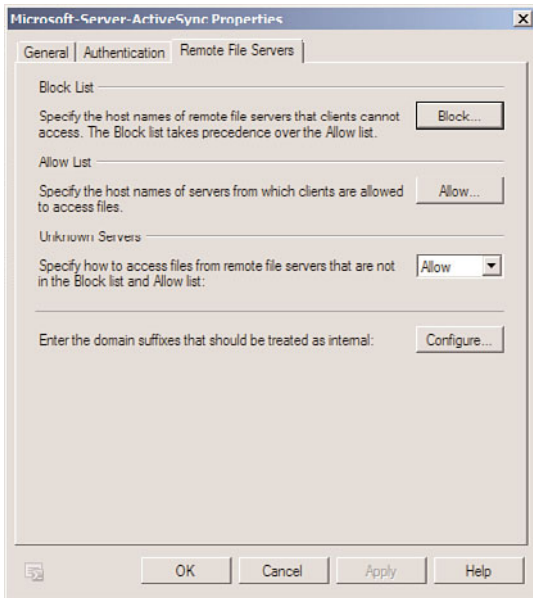 Microsoft-Server-ActiveSync Properties
General
Authentication
Remote File Servers
Block List
Specify the host names of remote file servers that clients cannot
access. The Block list takes precedence over the Allow list.
Block...
Allow List
Specify the host names of servers from which clients are allowed
to access files.
Allow...
Unknown Servers
Specify how to access files from remote file servers that are not
in the Block list and Allow list:
Allow
Enter the domain suffixes that should be treated as internal:
Configure...
OK
Cancel
Apply
Help